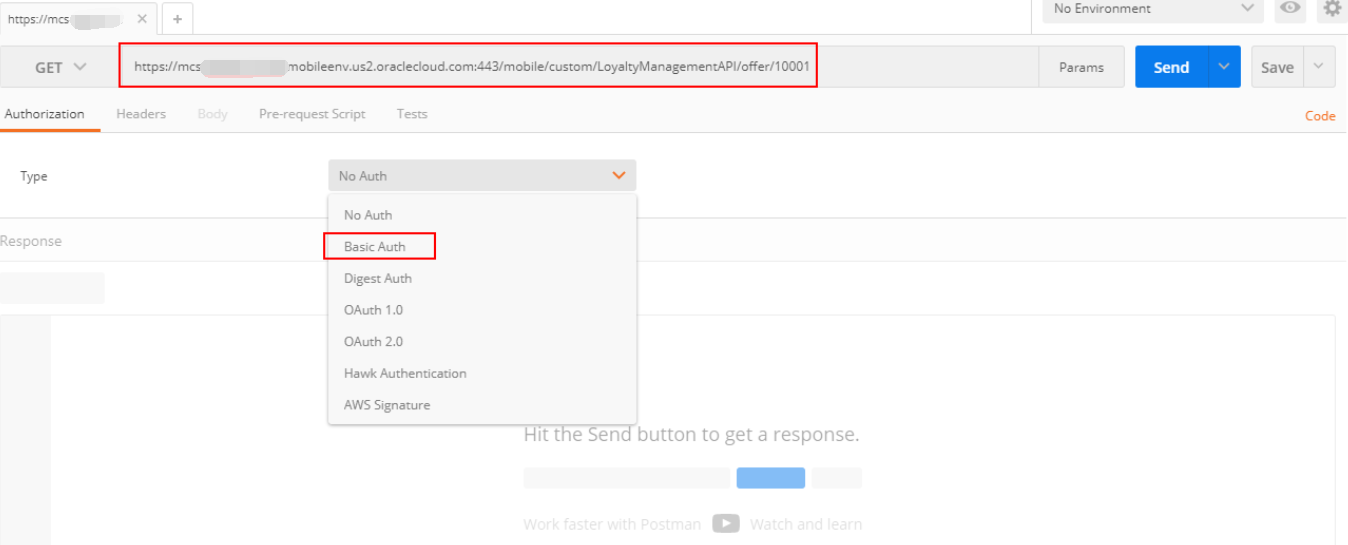 https://mcs
No Environment
GET https://mcs mobileenv.us2.oraclecloud.com:443/mobile/custom/LoyaltyManagementAPI/offer/10001 Params Send Save
Authorization Headers Body Pre-request Script Tests Code
Type No Auth
No Auth
Response
Basic Auth
Digest Auth
OAuth 1.0
OAuth 2.0
Hawk Authentication
AWS Signature
Hit the Send button to get a response.
Work faster with Postman Watch and learn